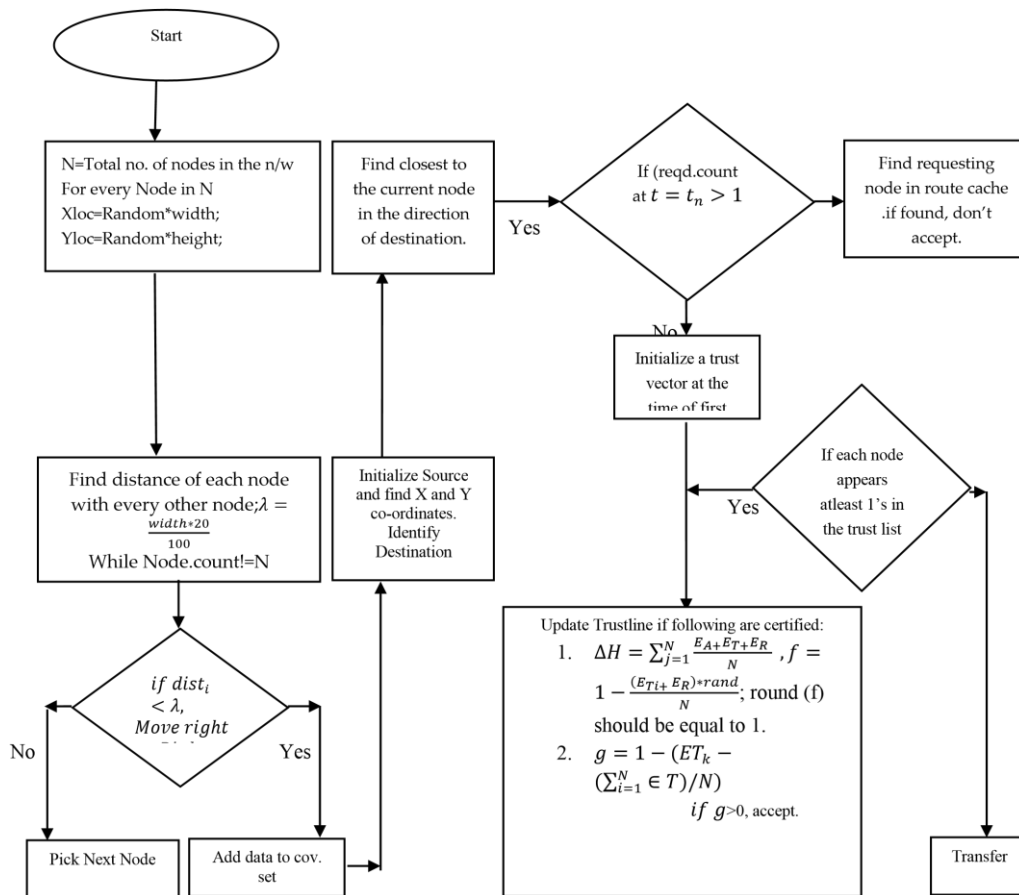 Start
N=Total no. of nodes in the n/w
For every Node in N
Xloc=Random*width;
Yloc=Random*height;
Find distance of each node
with every other node;λ =
width*20
100
While Node.count!=N
if dist_i
< λ,
Move right
No
Yes
Pick Next Node
Add data to cov.
set
Initialize Source
and find X and Y
co-ordinates.
Identify
Destination
Find closest to
the current node
in the direction
of destination.
Yes
If (reqd.count
at t = t_n > 1
Find requesting
node in route cache
.if found, don't
accept.
No
Initialize a trust
vector at the
time of first
If each node
appears
atleast 1's in
the trust list
Yes
Update Trustline if following are certified:
1. ΔH = ∑_{j=1}^{N} (E_{A+}E_{T+}E_R)/N , f =
1 − ((E_{Ti+} E_R)*rand)/N; round (f)
should be equal to 1.
2. g = 1 − (ET_k −
(∑_{i=1}^{N} ∈ T)/N)
if g>0, accept.
Transfer